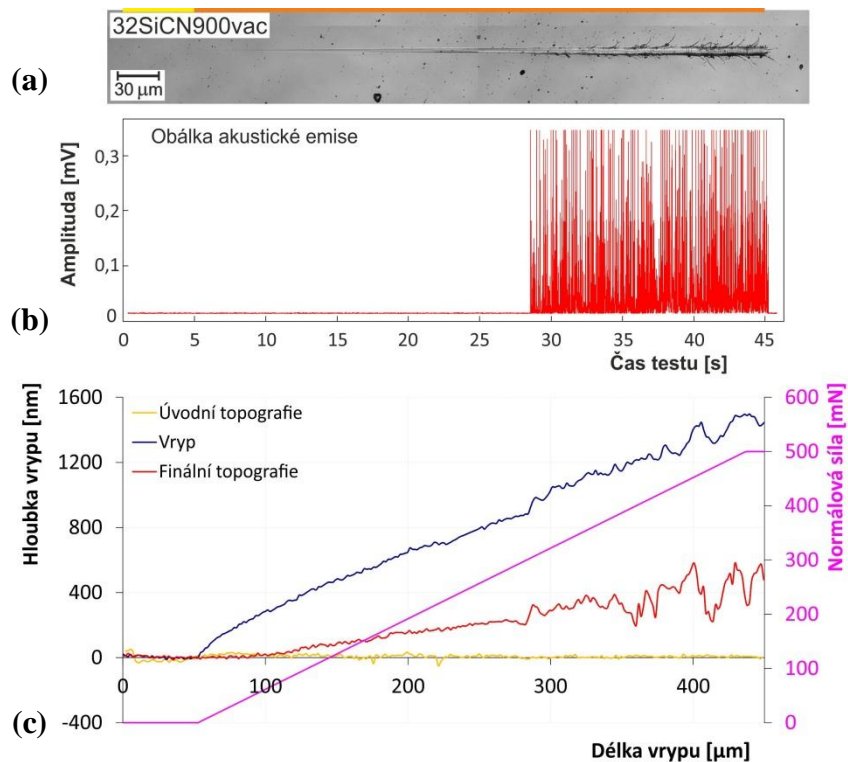 32SiCN900vac
30 µm
(a)
Obálka akustické emise
Amplituda [mV]
0,3
0,2
0,1
0
(b)
0 5 10 15 20 25 30 35 40 45
Čas testu [s]
Hloubka vrypu [nm]
1600
1200
800
400
0
-400
Úvodní topografie
Vryp
Finální topografie
Normálová síla [mN]
600
500
400
300
200
100
0
(c)
0 100 200 300 400
Délka vrypu [µm]